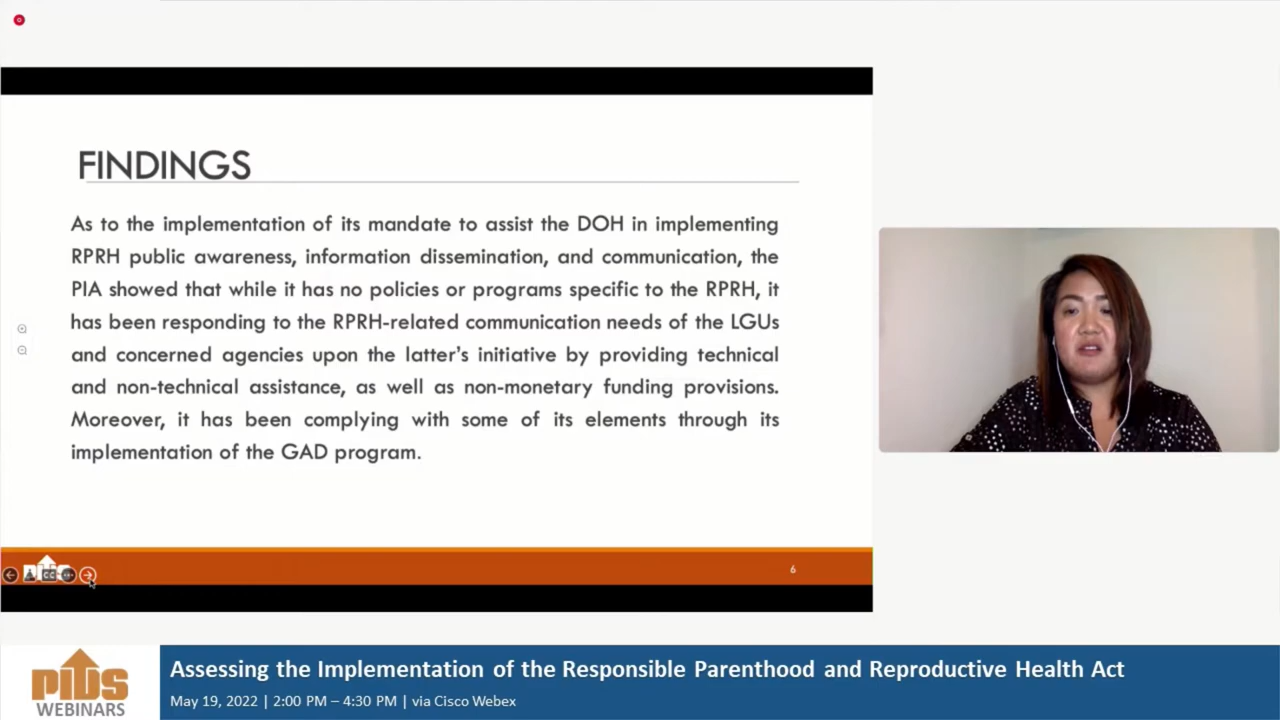 FINDINGS
As to the implementation of its mandate to assist the DOH in implementing
RPRH public awareness, information dissemination, and communication, the
PIA showed that while it has no policies or programs specific to the RPRH, it
has been responding to the RPRH-related communication needs of the LGUs
and concerned agencies upon the latter's initiative by providing technical
and non-technical assistance, as well as non-monetary funding provisions.
Moreover, it has been complying with some of its elements through its
implementation of the GAD program.
CC
6
PIDS
WEBINARS
Assessing the Implementation of the Responsible Parenthood and Reproductive Health Act
May 19, 2022 | 2:00 PM – 4:30 PM | via Cisco Webex